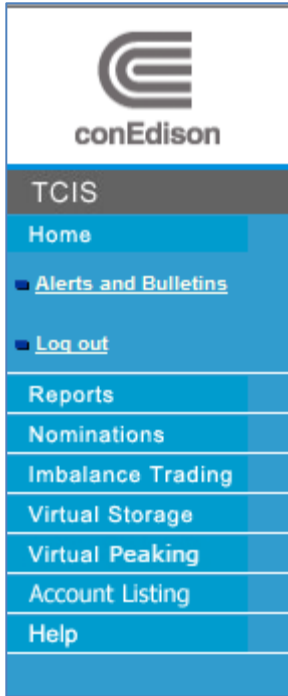 conEdison
TCIS
Home
Alerts and Bulletins
Log out
Reports
Nominations
Imbalance Trading
Virtual Storage
Virtual Peaking
Account Listing
Help